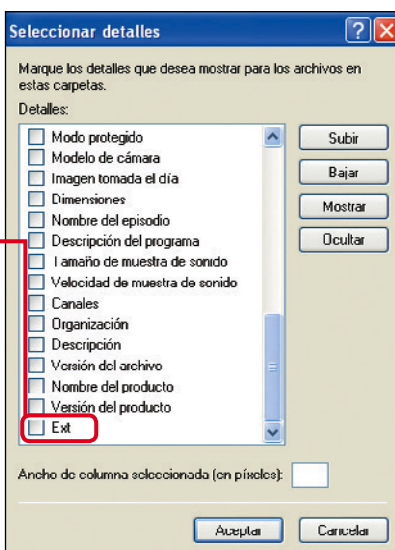 Seleccionar detalles
Marque los detalles que desea mostrar para los archivos en
estas carpetas.
Detalles:
Modo protegido
Modelo de cámara
Imagen tomada el día
Dimensiones
Nombre del episodio
Descripción del programa
Tamaño de muestra de sonido
Velocidad de muestra de sonido
Canales
Organización
Descripción
Versión del archivo
Nombre del producto
Versión del producto
Ext
Subir
Bajar
Mostrar
Ocultar
Ancho de columna seleccionada (en píxeles):
Aceptar
Cancelar